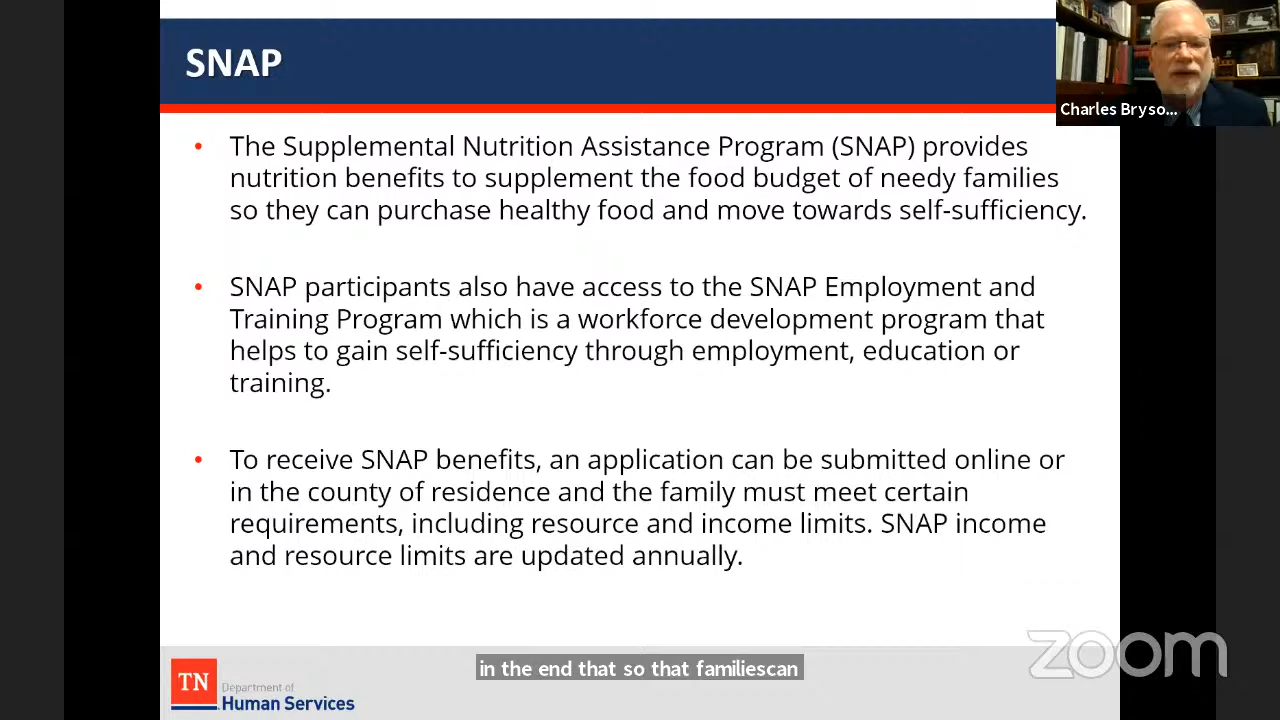 SNAP
Charles Bryso...
• The Supplemental Nutrition Assistance Program (SNAP) provides
nutrition benefits to supplement the food budget of needy families
so they can purchase healthy food and move towards self-sufficiency.
• SNAP participants also have access to the SNAP Employment and
Training Program which is a workforce development program that
helps to gain self-sufficiency through employment, education or
training.
• To receive SNAP benefits, an application can be submitted online or
in the county of residence and the family must meet certain
requirements, including resource and income limits. SNAP income
and resource limits are updated annually.
in the end that so that familiescan
zoom
TN
Department of
Human Services